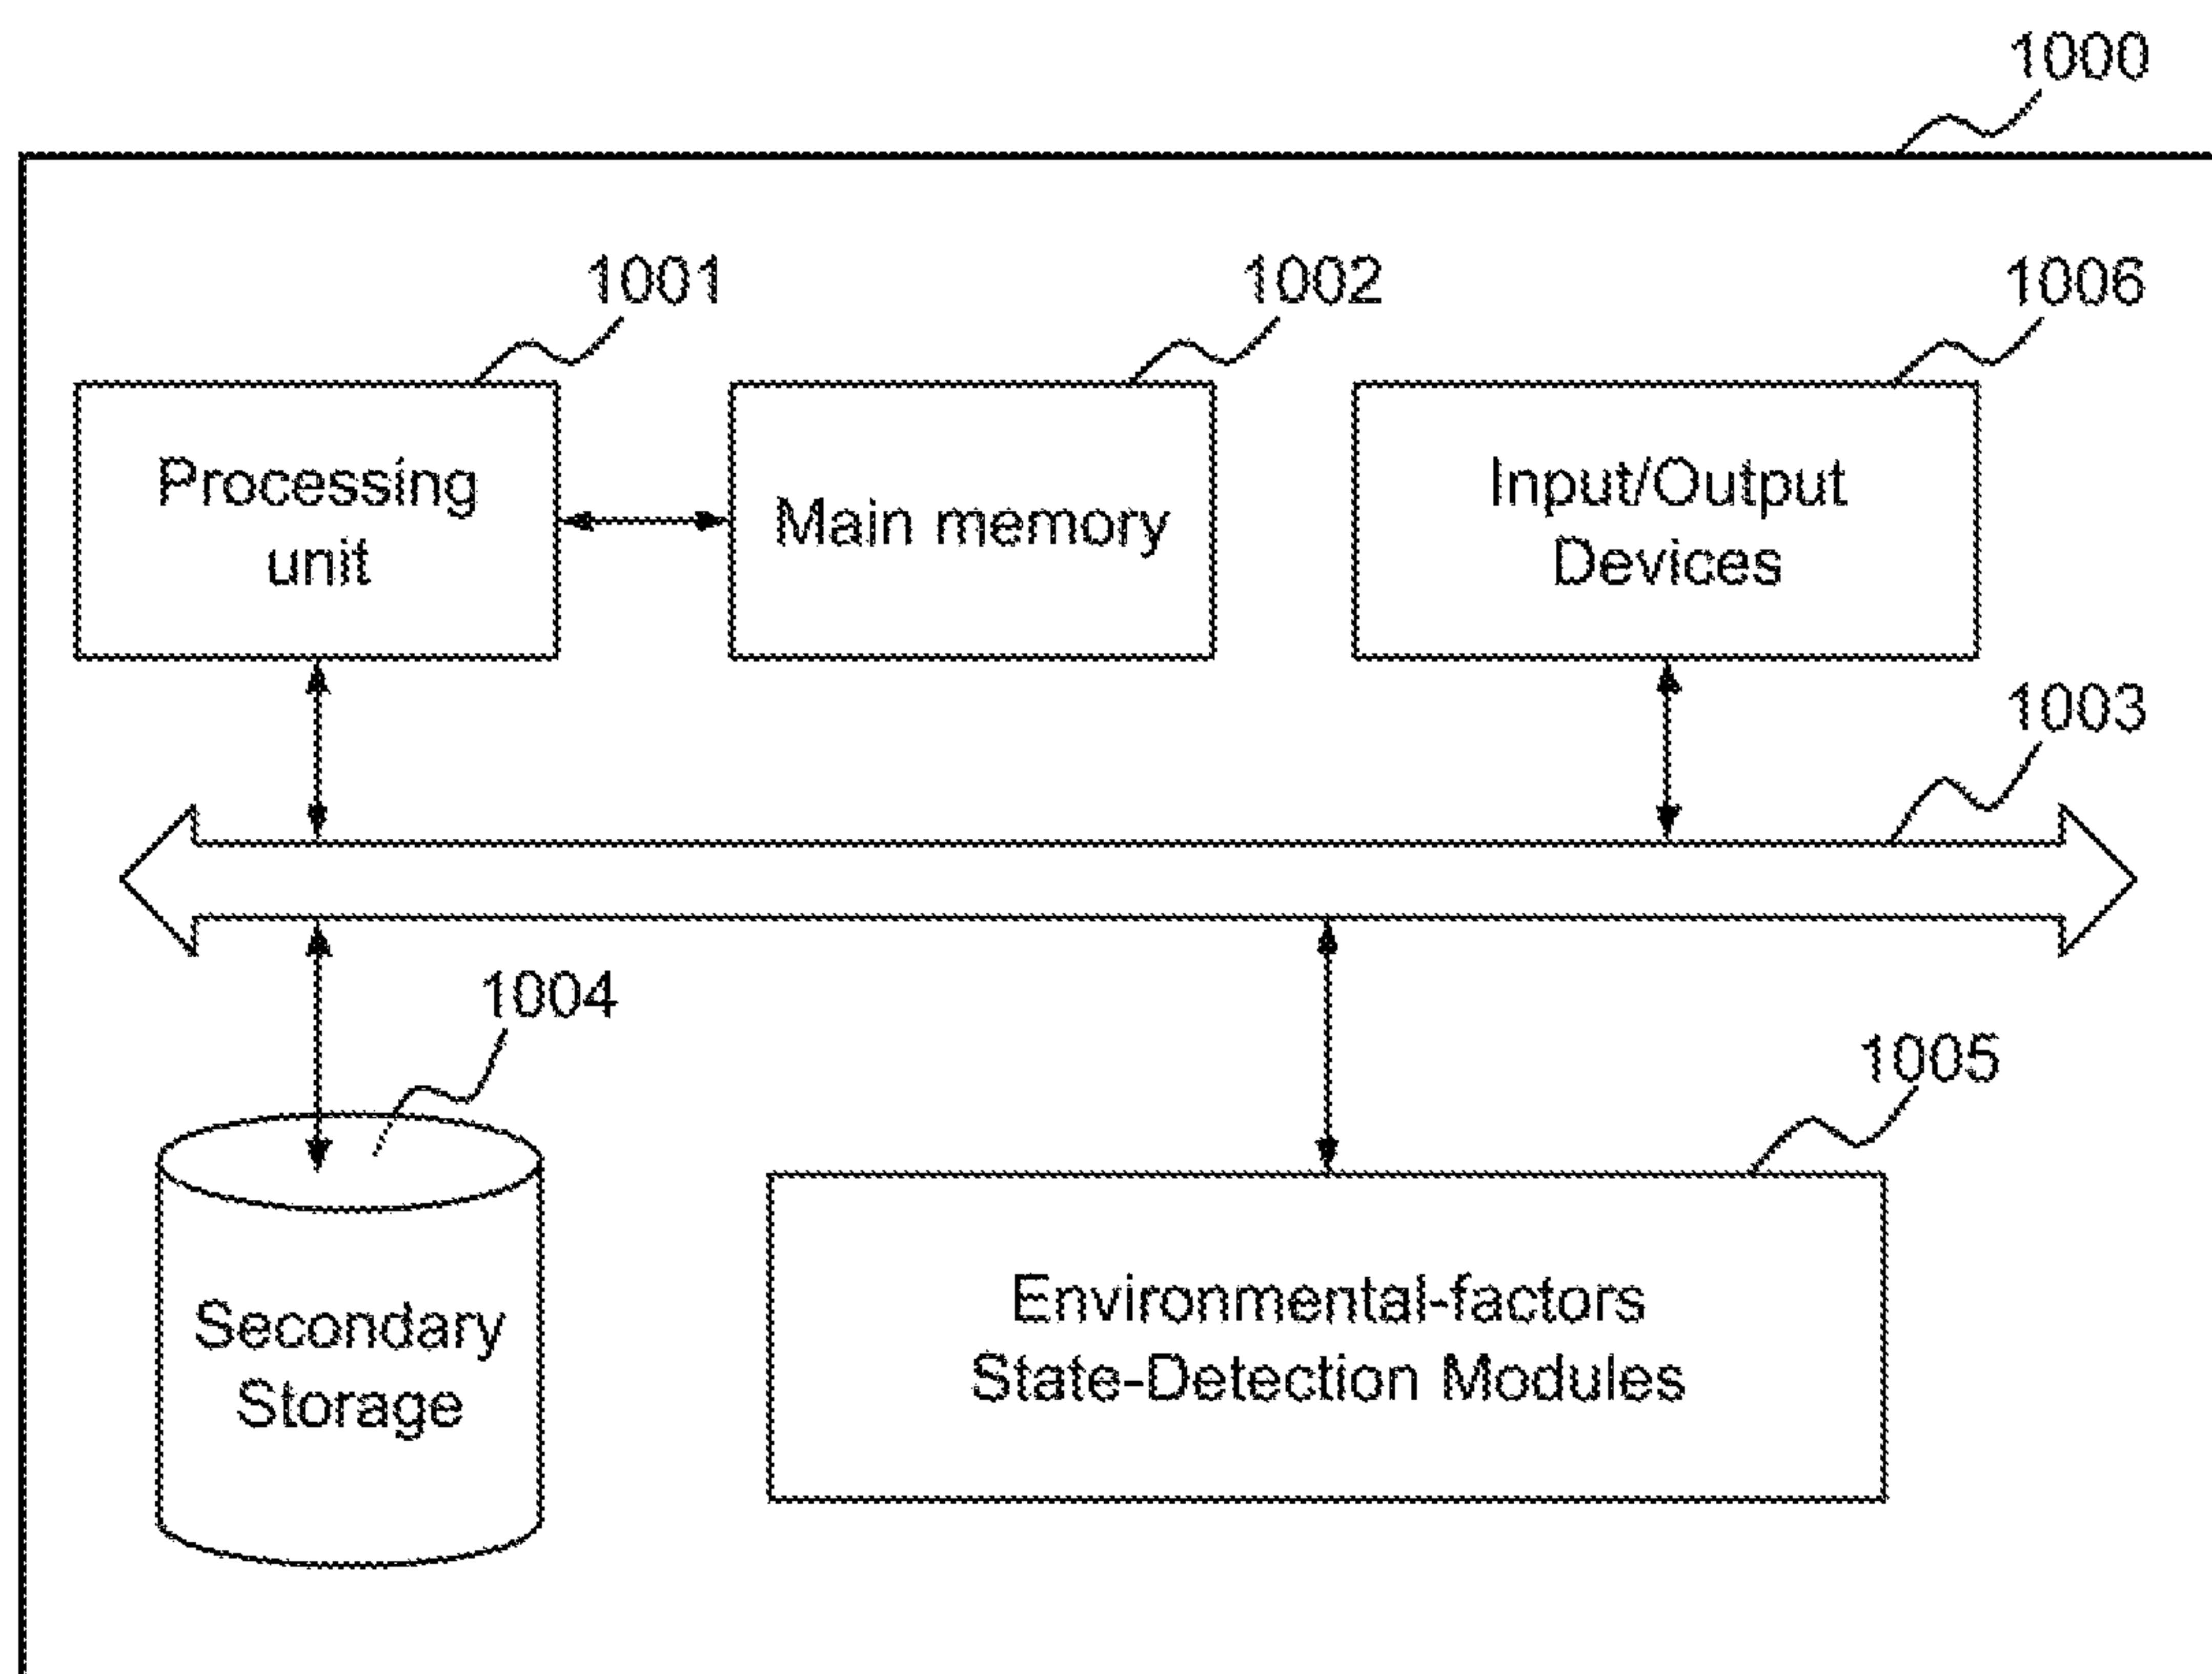 1000
1001
1002
1006
Processing
unit
Main memory
Input/Output
Devices
1003
1004
1005
Secondary
Storage
Environmental-factors
State-Detection Modules